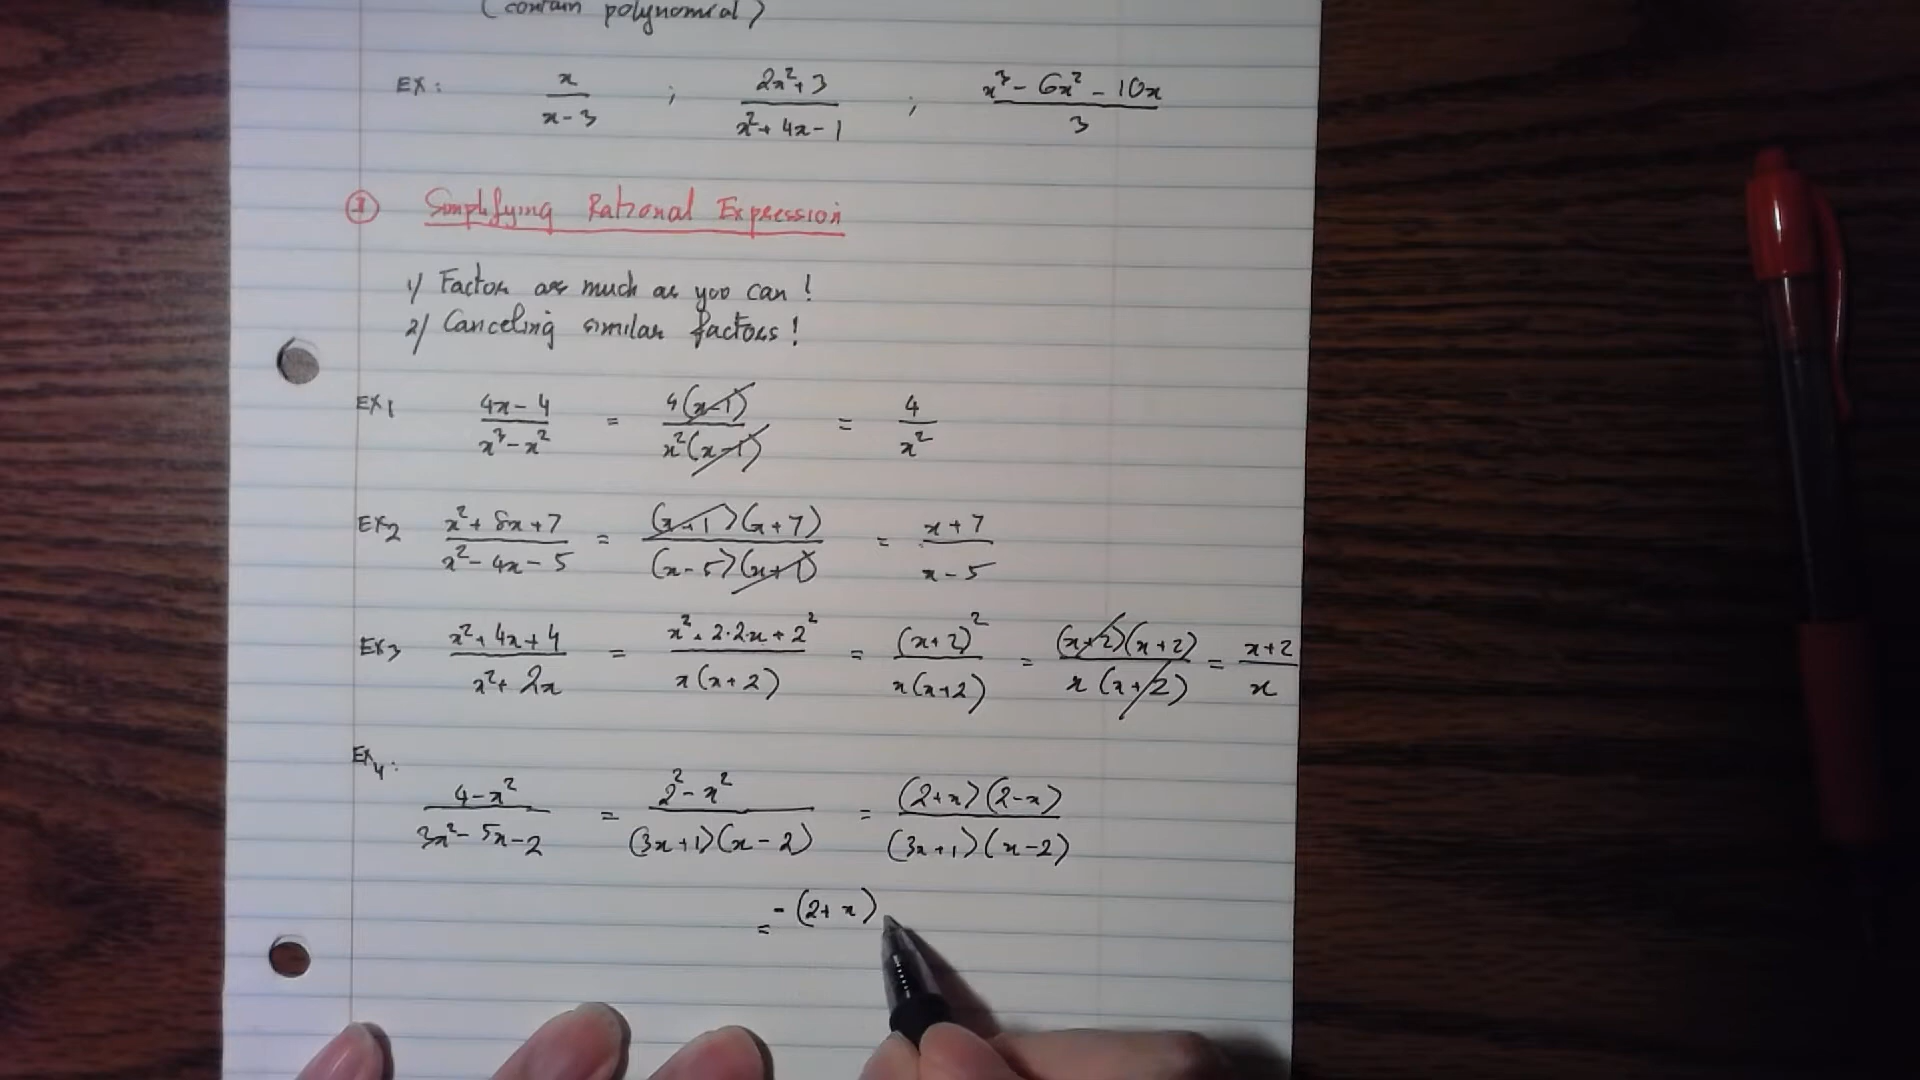 (contain polynomial)
EX: x/(x-3) ; (2x²+3)/(x²+4x-1) ; (x³-6x²-10x)/3
① Simplifying Rational Expression
1) Factor as much as you can!
2) Canceling similar factors!
EX1 (4x-4)/(x³-x²) = 4(x-1)/(x²(x-1)) = 4/x²
EX2 (x²+8x+7)/(x²-4x-5) = (x+1)(x+7)/((x-5)(x+1)) = (x+7)/(x-5)
EX3 (x²+4x+4)/(x²+2x) = (x²+2·2x+2²)/(x(x+2)) = (x+2)²/(x(x+2)) = (x+2)(x+2)/(x(x+2)) = (x+2)/x
EX4: (4-x²)/(3x²-5x-2) = (2²-x²)/((3x+1)(x-2)) = (2+x)(2-x)/((3x+1)(x-2))
= -(2+x)